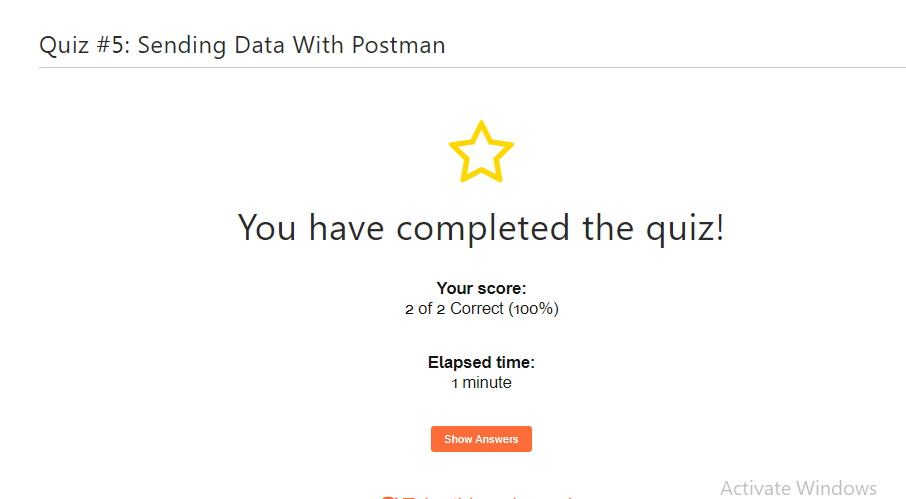 Quiz #5: Sending Data With Postman
You have completed the quiz!
Your score:
2 of 2 Correct (100%)
Elapsed time:
1 minute
Show Answers
Activate Windows